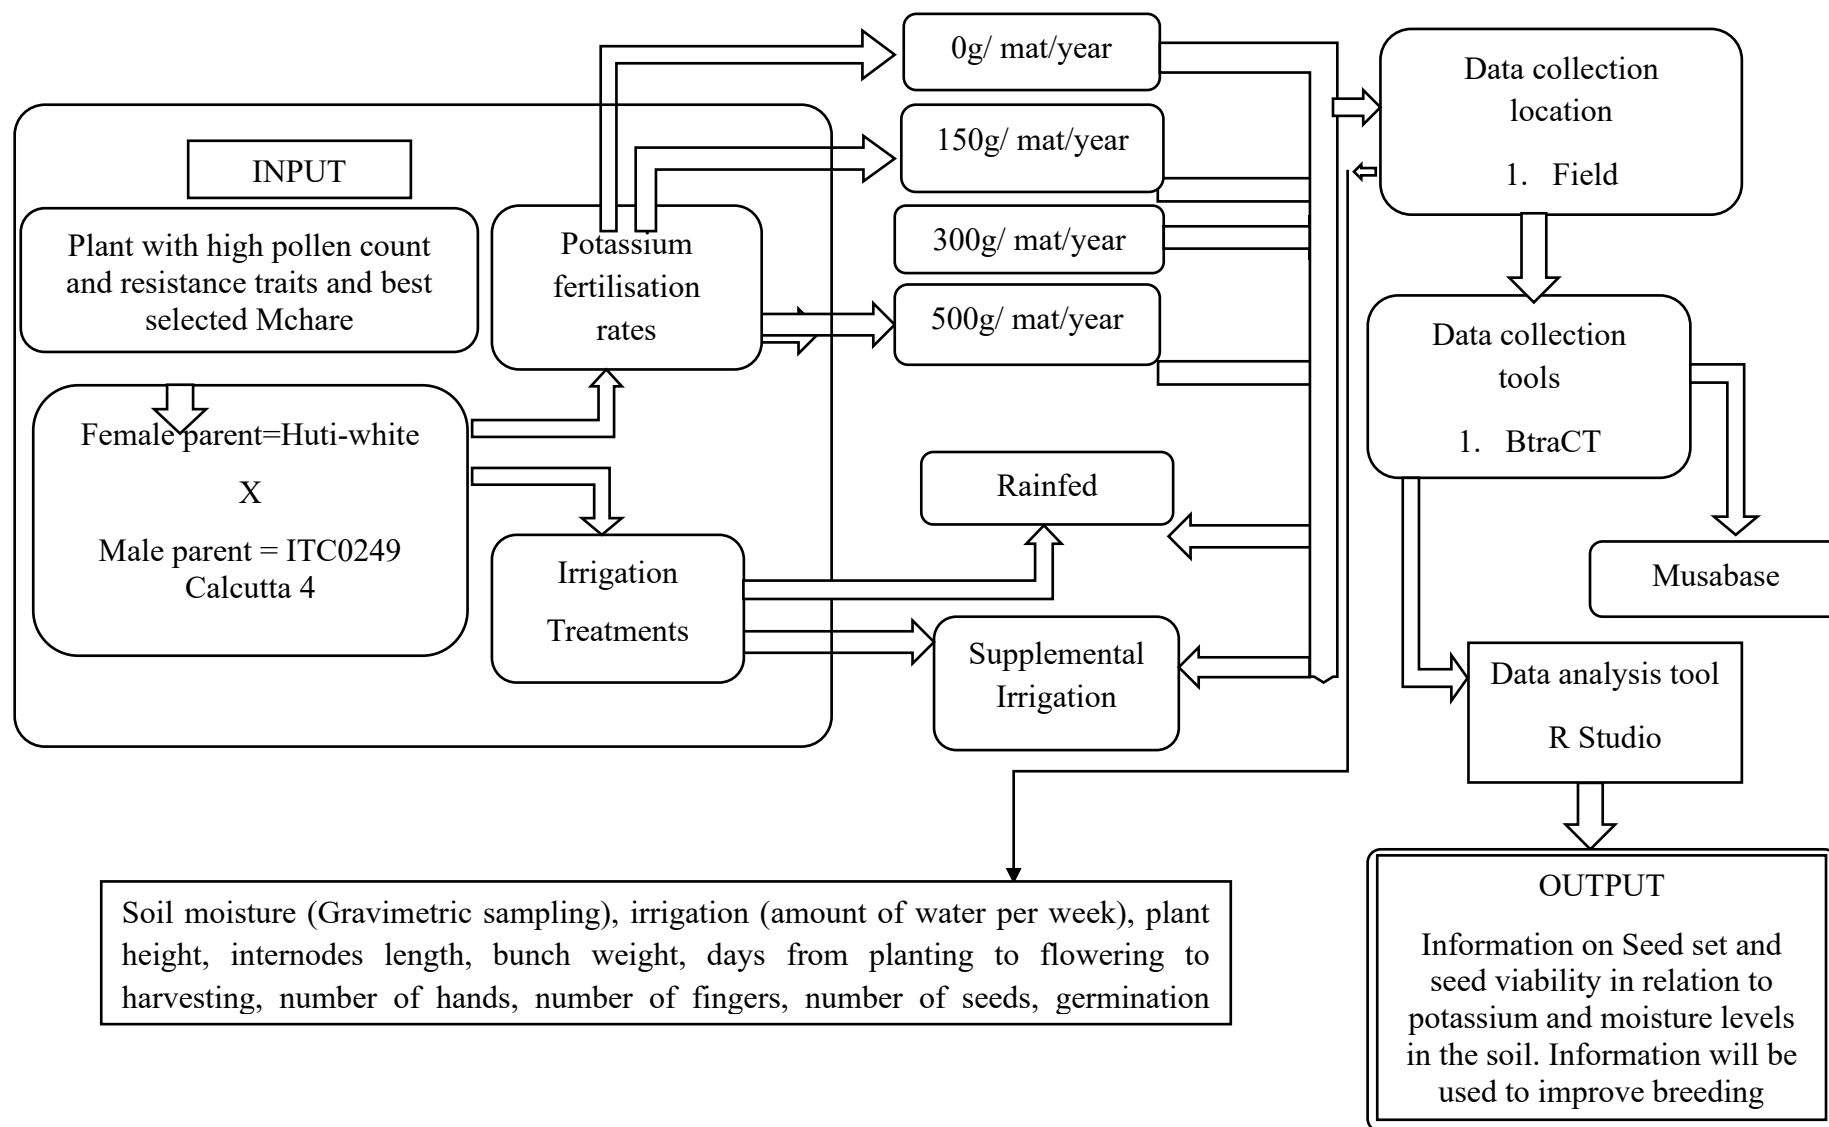 INPUT
Plant with high pollen count
and resistance traits and best
selected Mchare
Female parent=Huti-white
X
Male parent = ITC0249
Calcutta 4
Potassium
fertilisation
rates
Irrigation
Treatments
0g/ mat/year
150g/ mat/year
300g/ mat/year
500g/ mat/year
Rainfed
Supplemental
Irrigation
Data collection
location
1. Field
Data collection
tools
1. BtraCT
Musabase
Data analysis tool
R Studio
OUTPUT
Information on Seed set and
seed viability in relation to
potassium and moisture levels
in the soil. Information will be
used to improve breeding
Soil moisture (Gravimetric sampling), irrigation (amount of water per week), plant
height, internodes length, bunch weight, days from planting to flowering to
harvesting, number of hands, number of fingers, number of seeds, germination